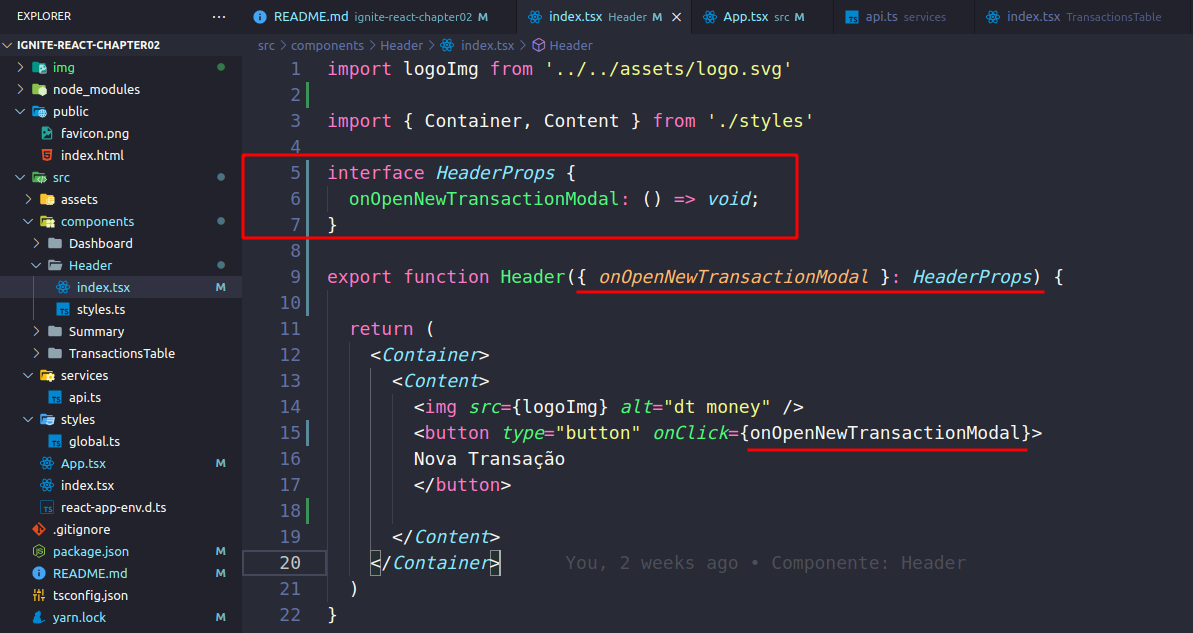 EXPLORER ...
README.md ignite-react-chapter02 M
index.tsx Header M
App.tsx src M
api.ts services
index.tsx TransactionsTable
IGNITE-REACT-CHAPTER02
img
node_modules
public
favicon.png
index.html
src
assets
components
Dashboard
Header
index.tsx M
styles.ts
Summary
TransactionsTable
services
api.ts
styles
global.ts
App.tsx M
index.tsx
react-app-env.d.ts
.gitignore
package.json M
README.md M
tsconfig.json
yarn.lock M
src > components > Header > index.tsx > Header
1 import logoImg from '../../assets/logo.svg'
2
3 import { Container, Content } from './styles'
4
5 interface HeaderProps {
6 onOpenNewTransactionModal: () => void;
7 }
8
9 export function Header({ onOpenNewTransactionModal }: HeaderProps) {
10
11 return (
12 <Container>
13 <Content>
14 <img src={logoImg} alt="dt money" />
15 <button type="button" onClick={onOpenNewTransactionModal}>
16 Nova Transação
17 </button>
18
19 </Content>
20 </Container> You, 2 weeks ago • Componente: Header
21 )
22 }